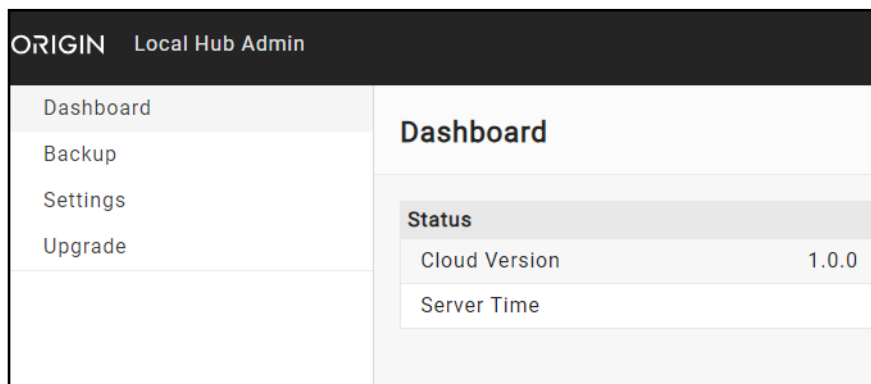 ORIGIN Local Hub Admin
Dashboard
Backup
Settings
Upgrade
Dashboard
Status
Cloud Version 1.0.0
Server Time